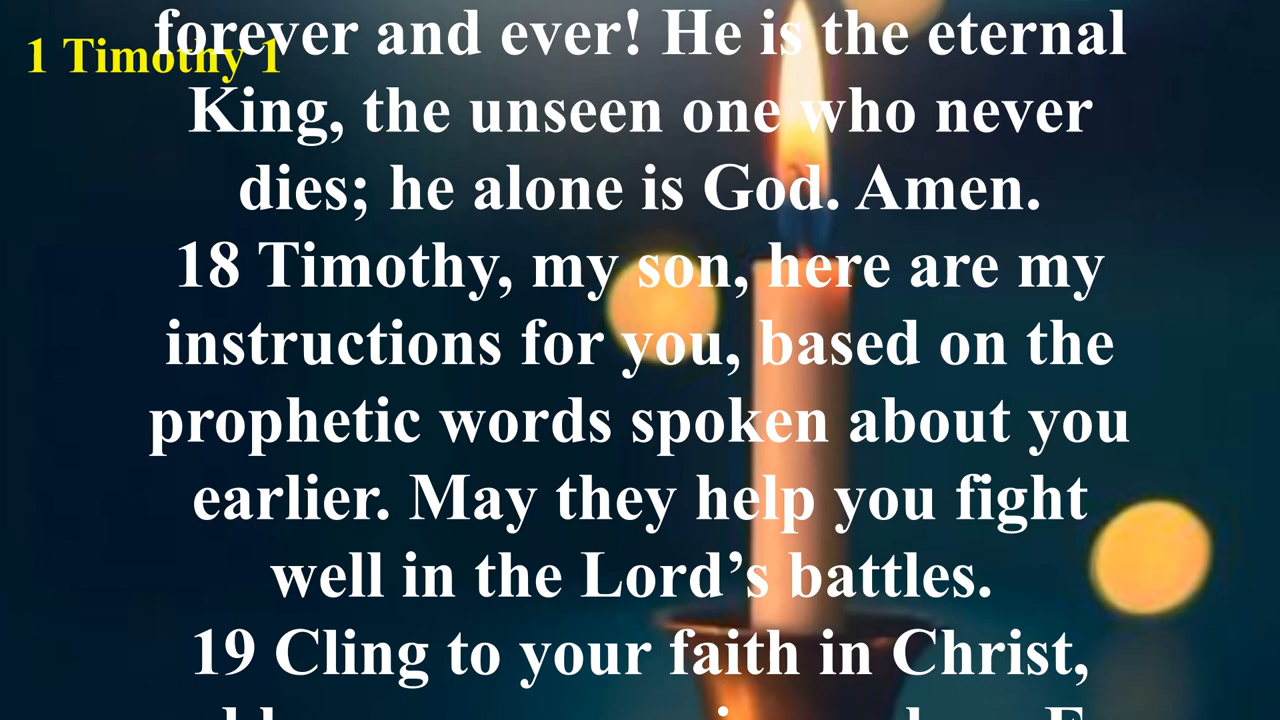 1 Timothy 1
forever and ever! He is the eternal
King, the unseen one who never
dies; he alone is God. Amen.
18 Timothy, my son, here are my
instructions for you, based on the
prophetic words spoken about you
earlier. May they help you fight
well in the Lord’s battles.
19 Cling to your faith in Christ,